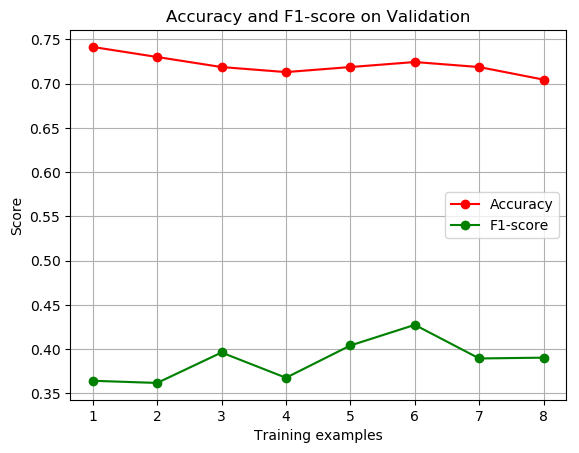 Accuracy and F1-score on Validation
0.75
0.70
0.65
0.60
0.55
0.50
0.45
0.40
0.35
Score
Accuracy
F1-score
1 2 3 4 5 6 7 8
Training examples